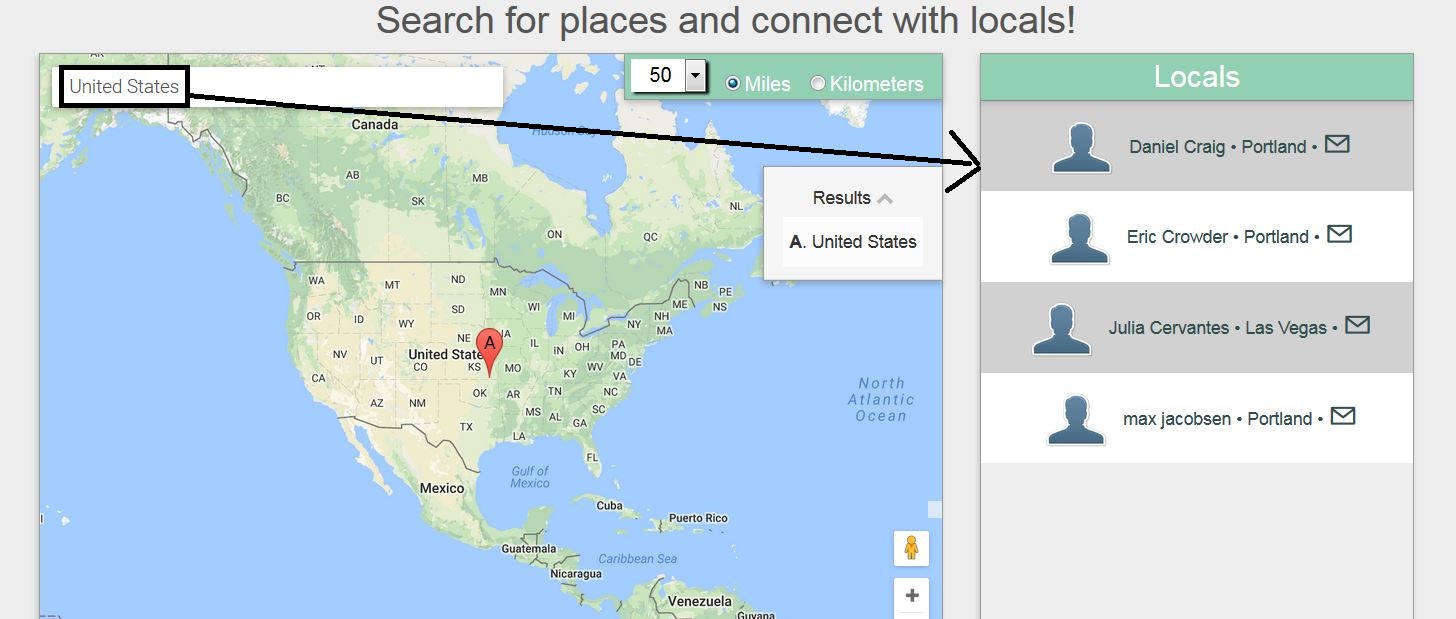 Search for places and connect with locals!
United States
50
Miles
Kilometers
Locals
Daniel Craig • Portland •
Eric Crowder • Portland •
Julia Cervantes • Las Vegas •
max jacobsen • Portland •
Results
A. United States
Canada
Hudson Bay
AB
MB
BC
SK
NL
ON
QC
WA
MT
ND
MN
NB
PE
OR
ID
SD
WI
MI
ME
NS
WY
NY
NH
MA
NE
IA
IL
IN
OH
PA
NV
UT
United States
A
CO
KS
MO
KY
WV
MD
DE
VA
CA
AZ
NM
OK
AR
TN
NC
MS
AL
SC
GA
TX
LA
FL
North
Atlantic
Ocean
Gulf of
Mexico
Mexico
Cuba
Puerto Rico
Guatemala
Caribbean Sea
Nicaragua
Venezuela
Guyana
+